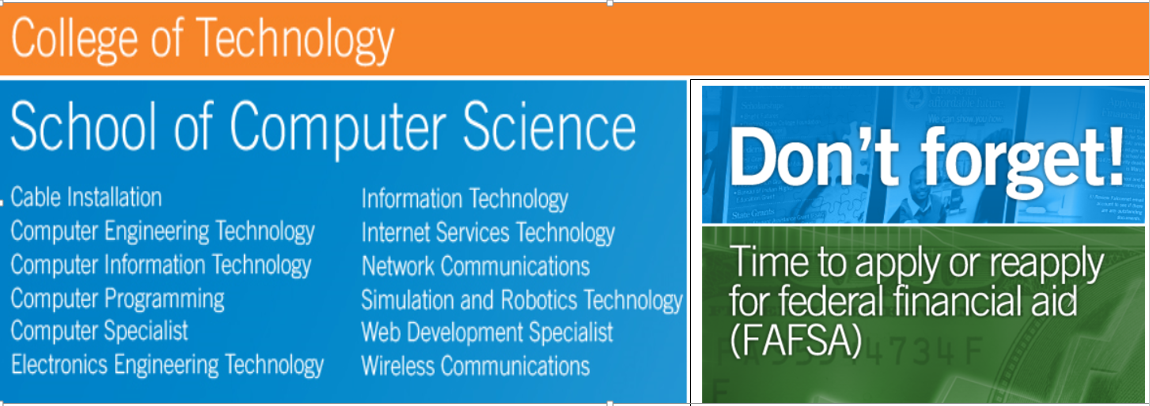 College of Technology
School of Computer Science
Cable Installation
Computer Engineering Technology
Computer Information Technology
Computer Programming
Computer Specialist
Electronics Engineering Technology
Information Technology
Internet Services Technology
Network Communications
Simulation and Robotics Technology
Web Development Specialist
Wireless Communications
Don't forget!
State Grants
Time to apply or reapply
for federal financial aid
(FAFSA)